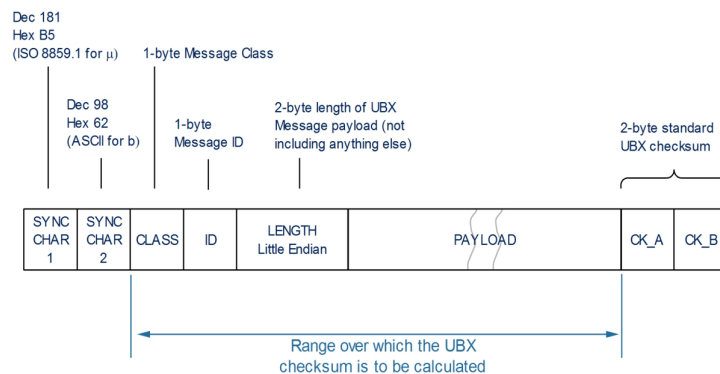 Dec 181
Hex B5
(ISO 8859.1 for μ)
1-byte Message Class
Dec 98
Hex 62
(ASCII for b)
1-byte
Message ID
2-byte length of UBX
Message payload (not
including anything else)
2-byte standard
UBX checksum
SYNC
CHAR
1
SYNC
CHAR
2
CLASS
ID
LENGTH
Little Endian
PAYLOAD
CK_A
CK_B
Range over which the UBX
checksum is to be calculated